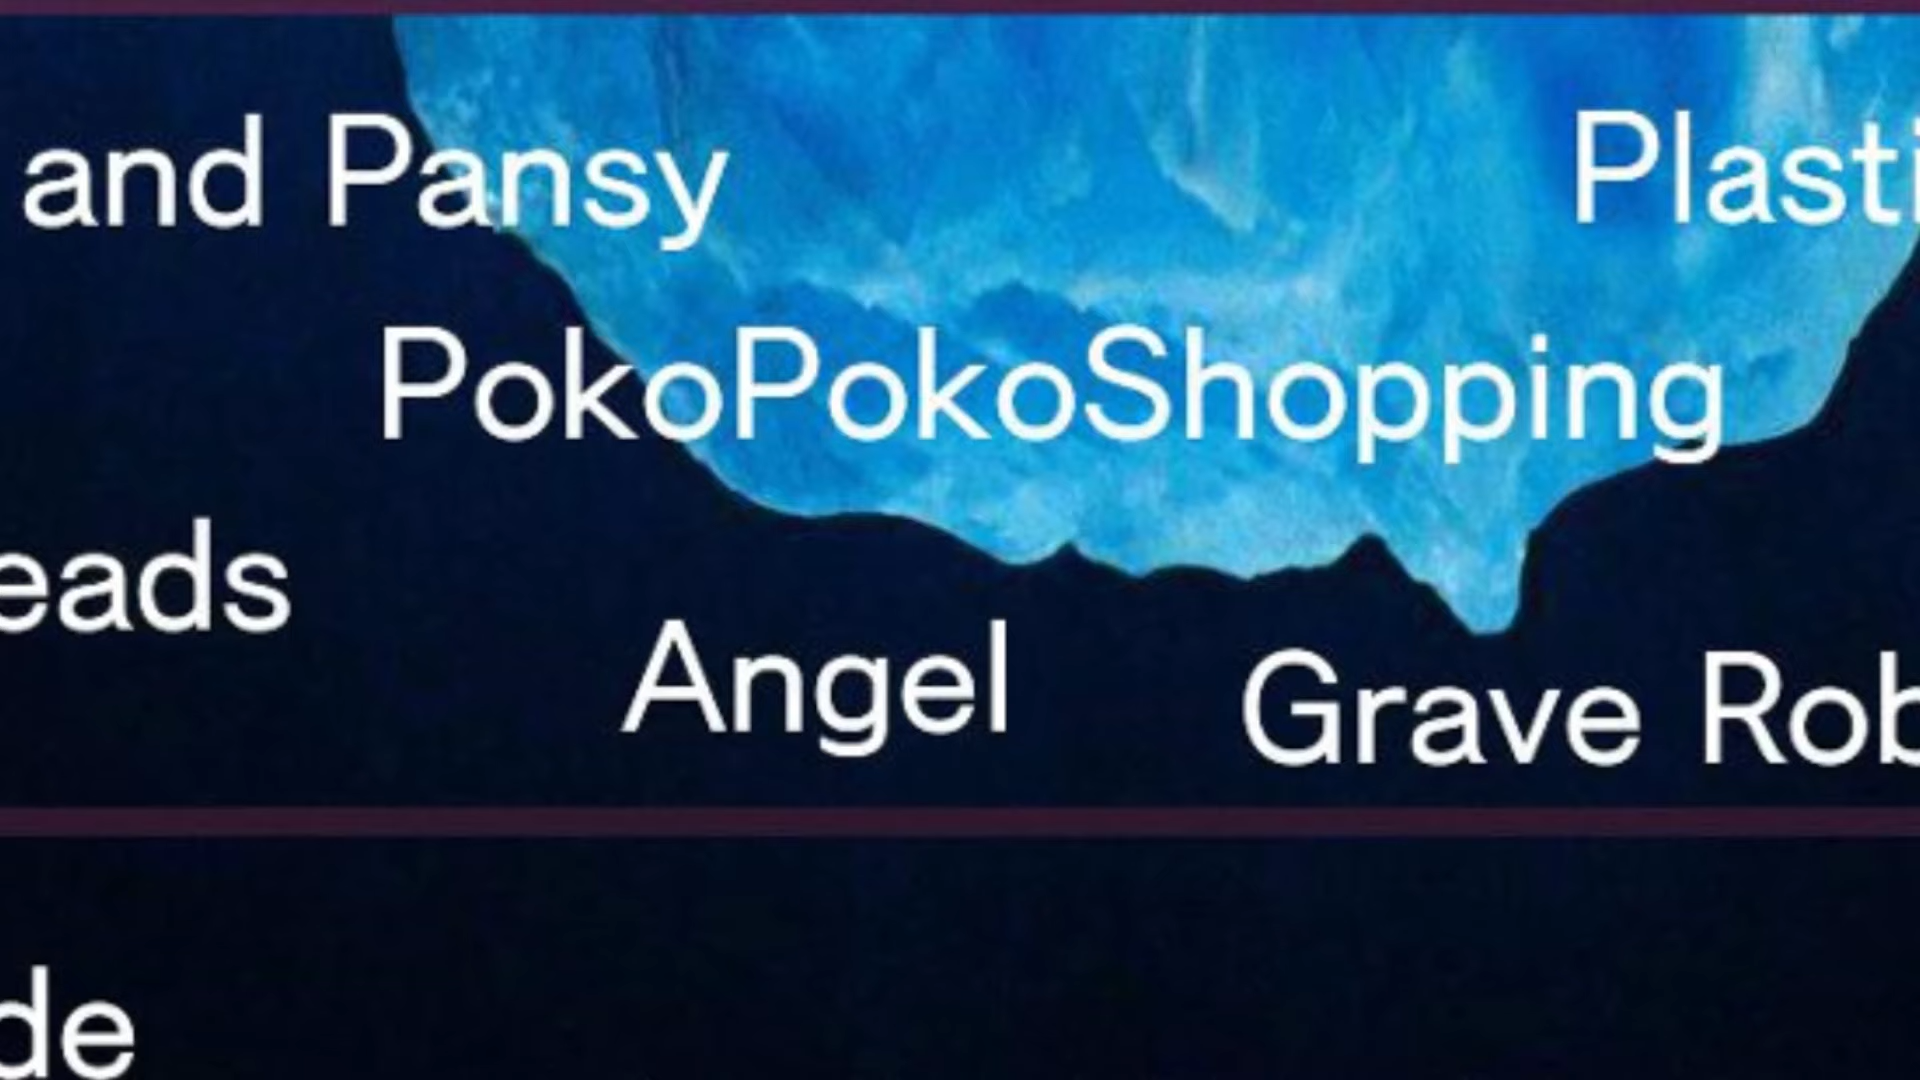 and Pansy
Plasti
PokoPokoShopping
eads
Angel
Grave Rob
de